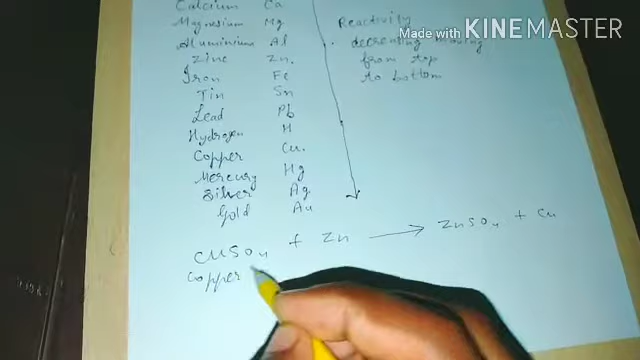 Calcium Ca
Magnesium Mg
Aluminium Al
Zinc Zn.
Iron Fe
Tin Sn
Lead Pb
Hydrogen H
Copper Cu.
Mercury Hg
Silver Ag
Gold Au
Reactivity
decreasing moving
from top
to bottom
Made with KINEMASTER
CuSO4 + Zn → ZnSO4 + Cu
Copper